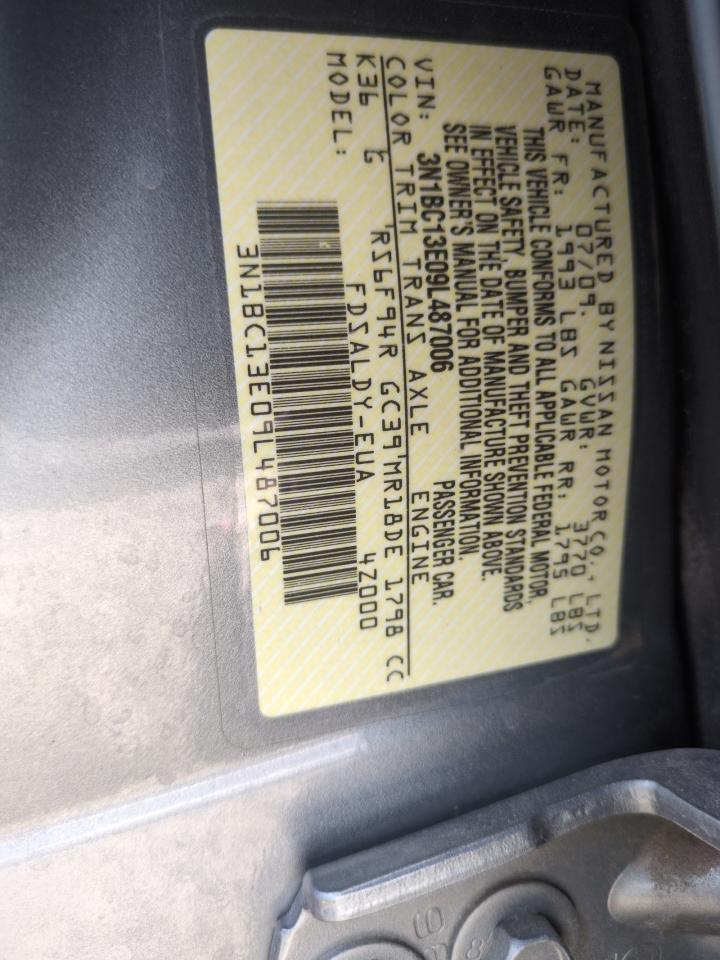 MANUFACTURED BY NISSAN MOTOR CO., LTD.
DATE: 07/09. GVWR: 3770 LBS
GAWR FR: 1993 LBS GAWR RR: 1795 LBS
THIS VEHICLE CONFORMS TO ALL APPLICABLE FEDERAL MOTOR
VEHICLE SAFETY, BUMPER AND THEFT PREVENTION STANDARDS
IN EFFECT ON THE DATE OF MANUFACTURE SHOWN ABOVE.
SEE OWNER'S MANUAL FOR ADDITIONAL INFORMATION.
VIN: 3N1BC13E09L487006 PASSENGER CAR.
COLOR TRIM TRANS AXLE ENGINE
K36 G RS6F94R GC39 MR18DE 1798 CC
MODEL: FDSALDY-EUA 4Z000
3N1BC13E09L487006
8